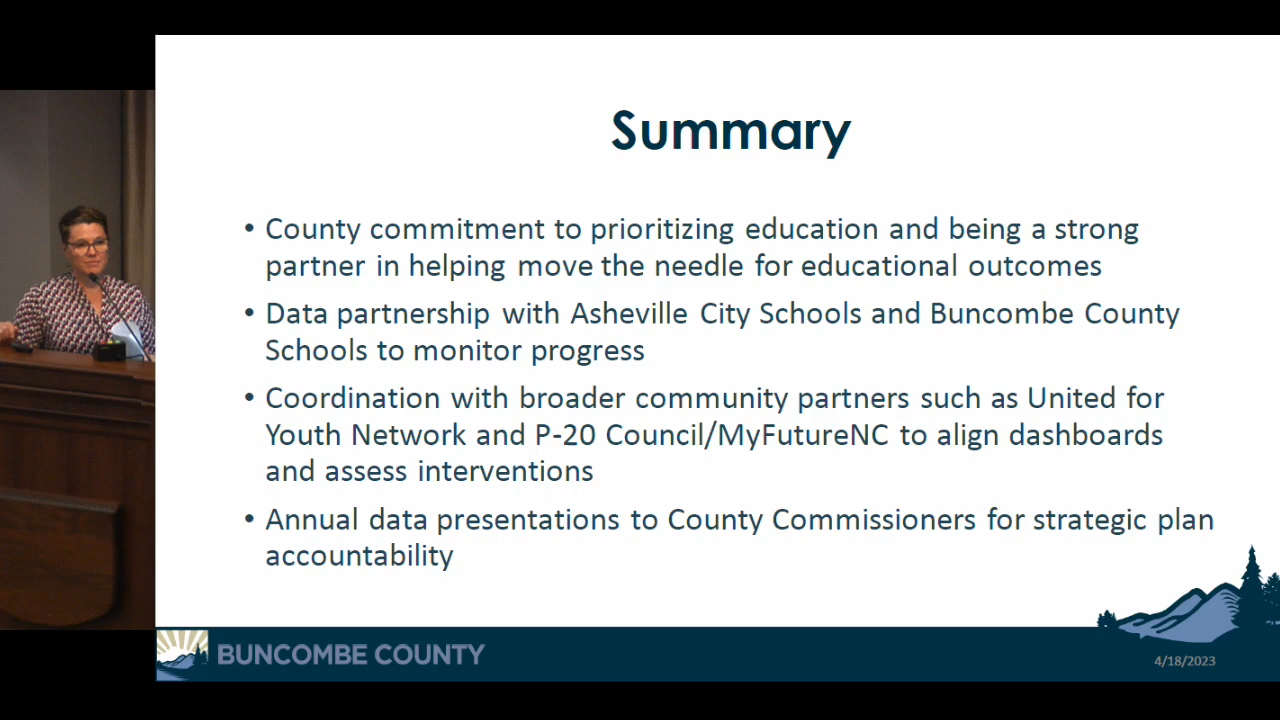 Summary
• County commitment to prioritizing education and being a strong
partner in helping move the needle for educational outcomes
• Data partnership with Asheville City Schools and Buncombe County
Schools to monitor progress
• Coordination with broader community partners such as United for
Youth Network and P-20 Council/MyFutureNC to align dashboards
and assess interventions
• Annual data presentations to County Commissioners for strategic plan
accountability
BUNCOMBE COUNTY
4/18/2023